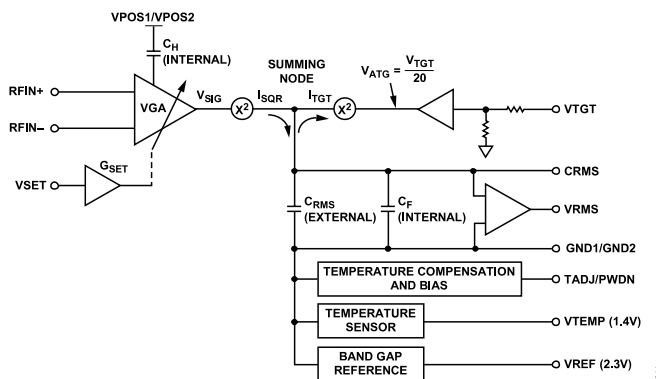 VPOS1/VPOS2
C_H
(INTERNAL)
SUMMING
NODE
V_ATG = V_TGT
20
RFIN+
VGA
V_SIG
X²
I_SQR
I_TGT
X²
VTGT
RFIN–
G_SET
VSET
CRMS
C_RMS
(EXTERNAL)
C_F
(INTERNAL)
VRMS
GND1/GND2
TEMPERATURE COMPENSATION
AND BIAS
TADJ/PWDN
TEMPERATURE
SENSOR
VTEMP (1.4V)
BAND GAP
REFERENCE
VREF (2.3V)